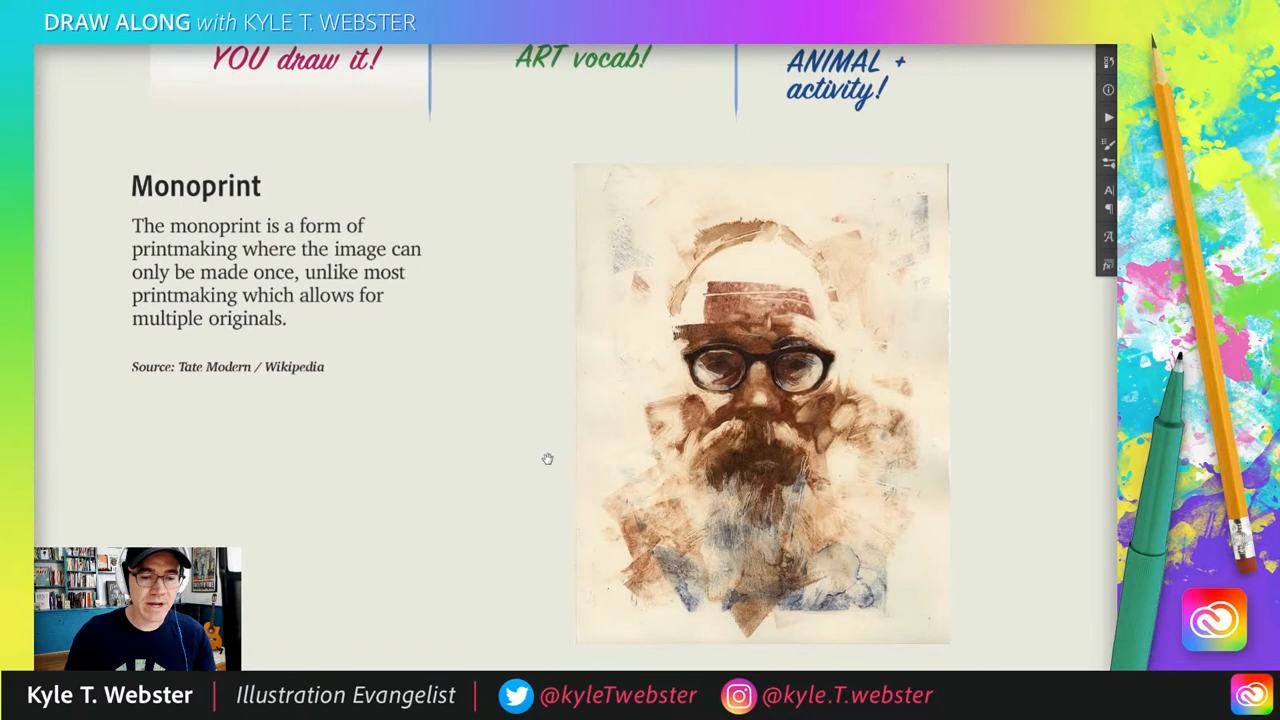 DRAW ALONG with KYLE T. WEBSTER
YOU draw it!
ART vocab!
ANIMAL +
activity!
Monoprint
The monoprint is a form of
printmaking where the image can
only be made once, unlike most
printmaking which allows for
multiple originals.
Source: Tate Modern / Wikipedia
Kyle T. Webster | Illustration Evangelist | @kyleTwebster @kyle.T.webster